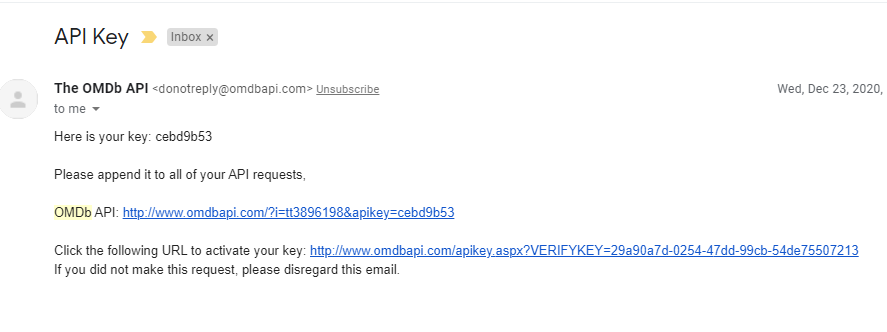 API Key Inbox ×
The OMDb API <donotreply@omdbapi.com> Unsubscribe Wed, Dec 23, 2020,
to me
Here is your key: cebd9b53
Please append it to all of your API requests,
OMDb API: http://www.omdbapi.com/?i=tt3896198&apikey=cebd9b53
Click the following URL to activate your key: http://www.omdbapi.com/apikey.aspx?VERIFYKEY=29a90a7d-0254-47dd-99cb-54de75507213
If you did not make this request, please disregard this email.